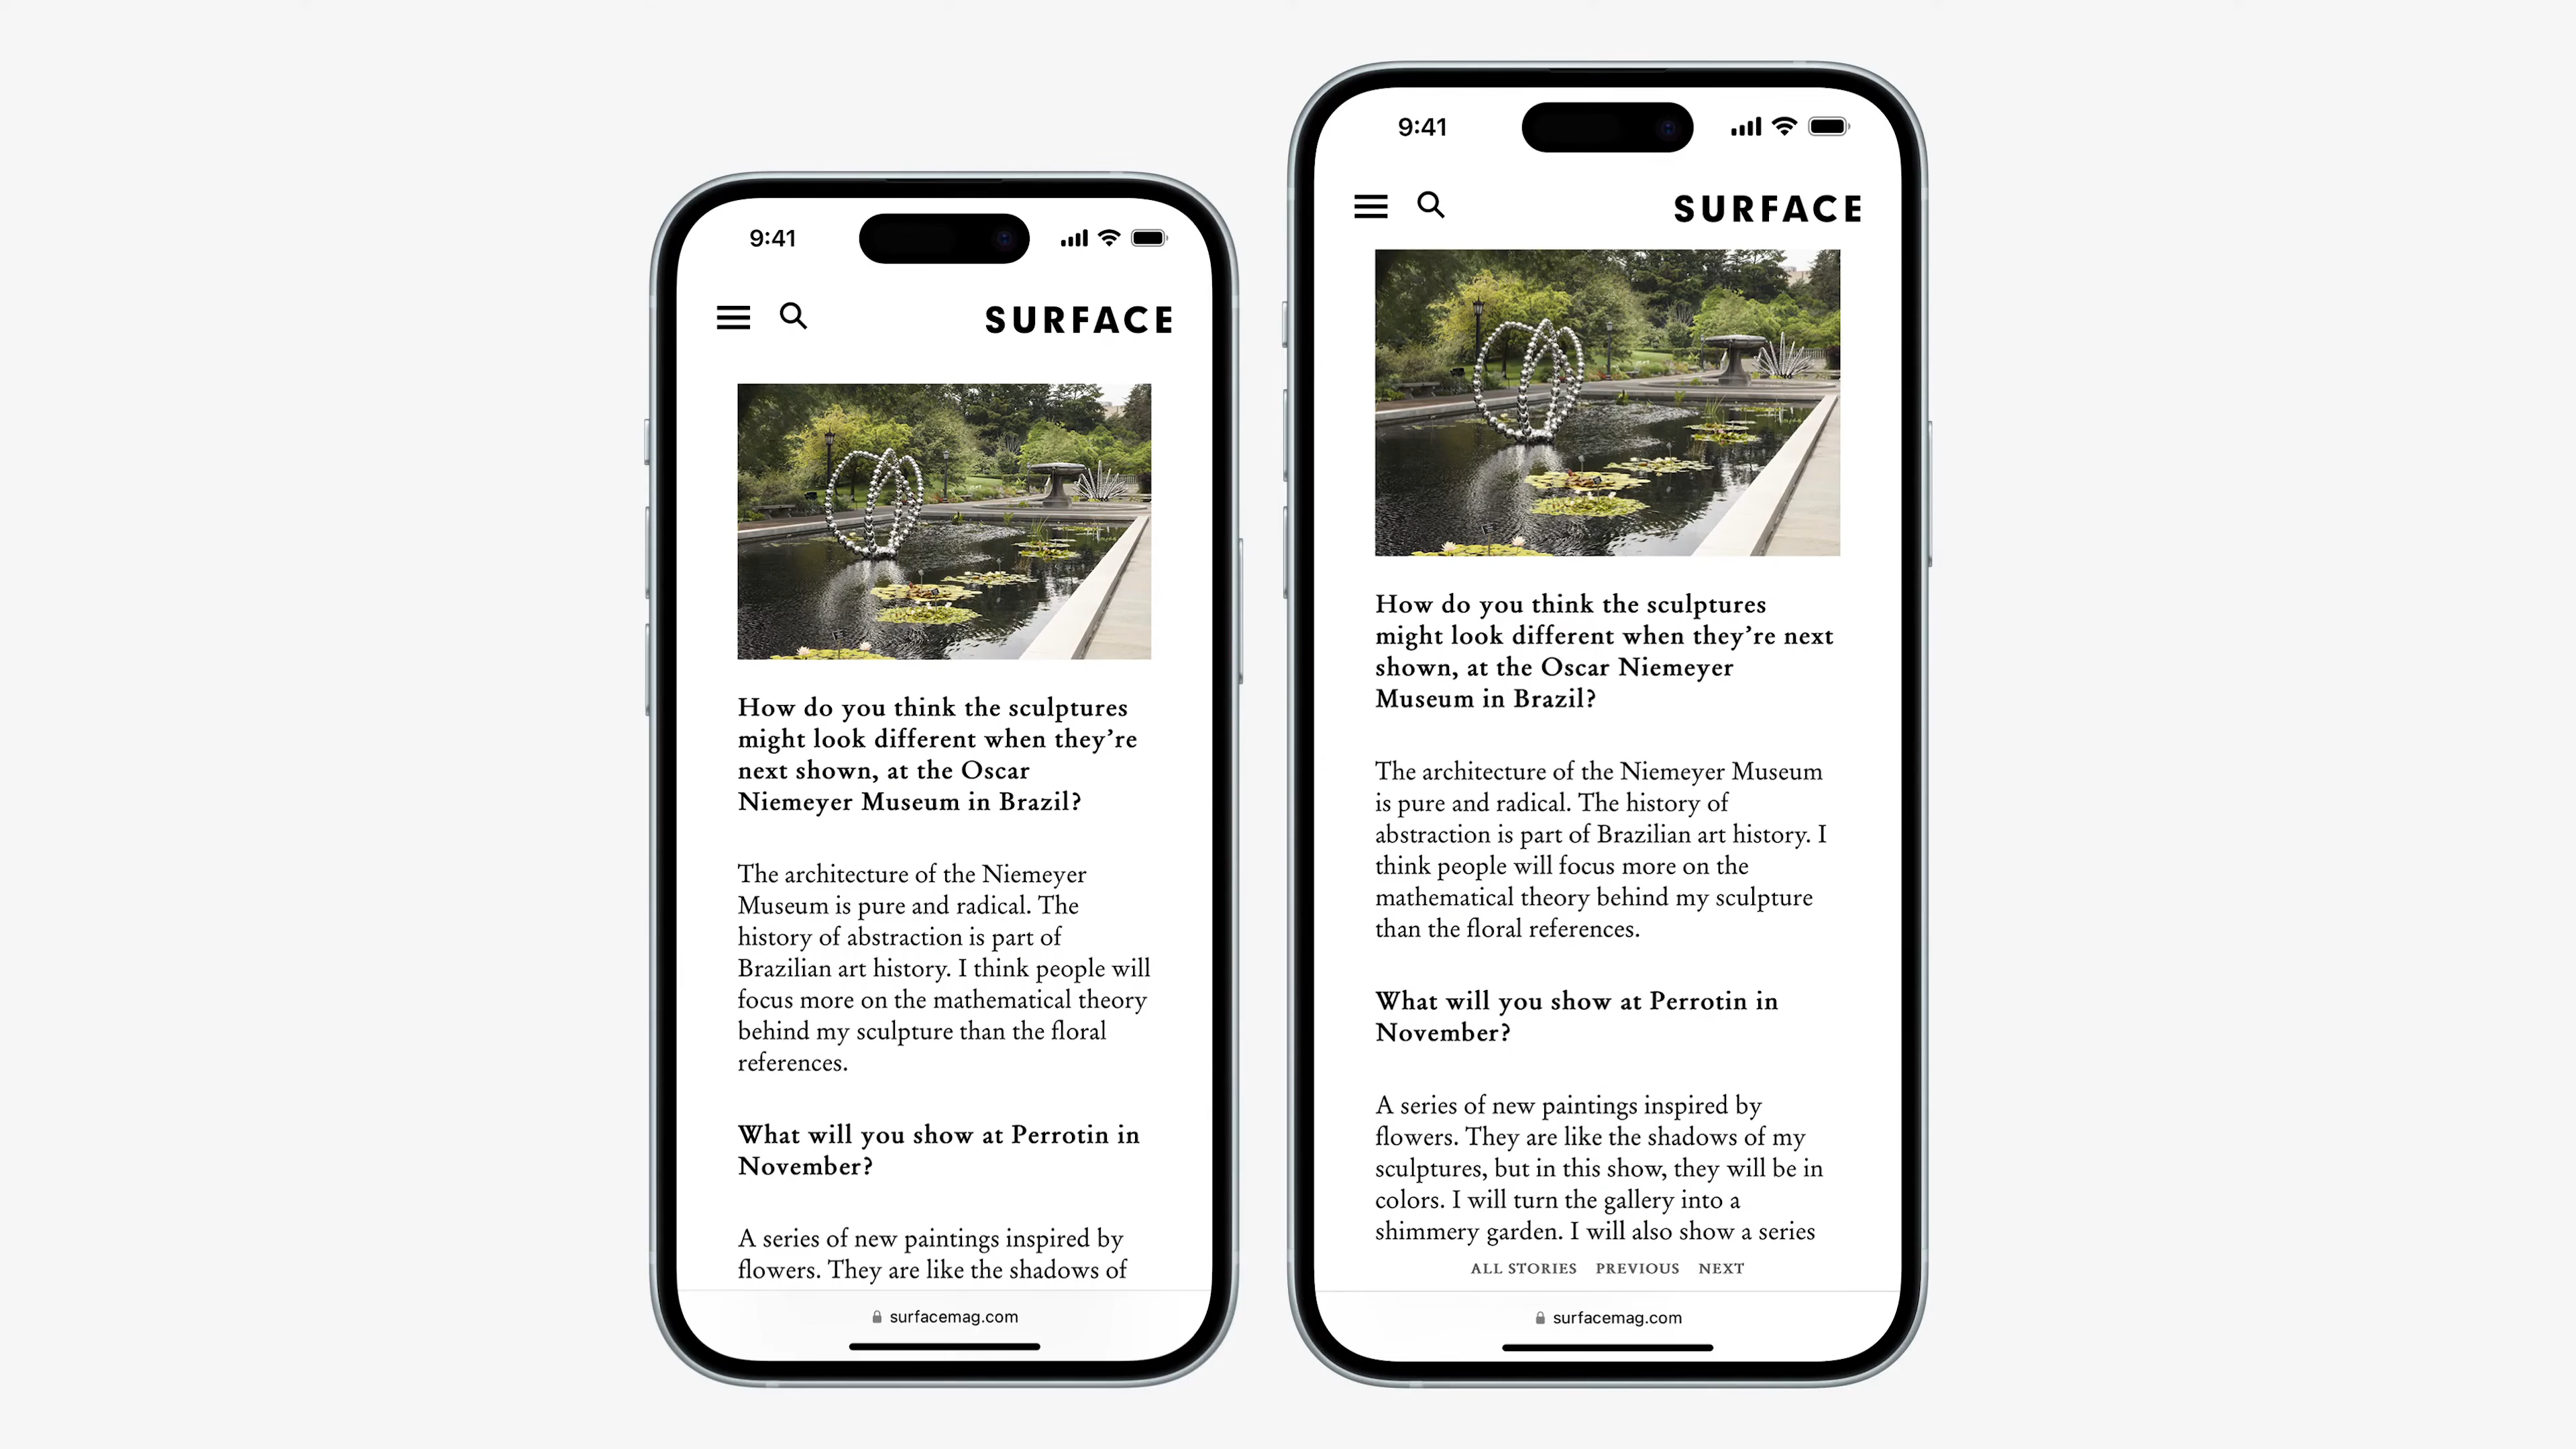 9:41
SURFACE
How do you think the sculptures
might look different when they’re
next shown, at the Oscar
Niemeyer Museum in Brazil?
The architecture of the Niemeyer
Museum is pure and radical. The
history of abstraction is part of
Brazilian art history. I think people will
focus more on the mathematical theory
behind my sculpture than the floral
references.
What will you show at Perrotin in
November?
A series of new paintings inspired by
flowers. They are like the shadows of
surfacemag.com
9:41
SURFACE
How do you think the sculptures
might look different when they’re next
shown, at the Oscar Niemeyer
Museum in Brazil?
The architecture of the Niemeyer Museum
is pure and radical. The history of
abstraction is part of Brazilian art history. I
think people will focus more on the
mathematical theory behind my sculpture
than the floral references.
What will you show at Perrotin in
November?
A series of new paintings inspired by
flowers. They are like the shadows of my
sculptures, but in this show, they will be in
colors. I will turn the gallery into a
shimmery garden. I will also show a series
ALL STORIES PREVIOUS NEXT
surfacemag.com